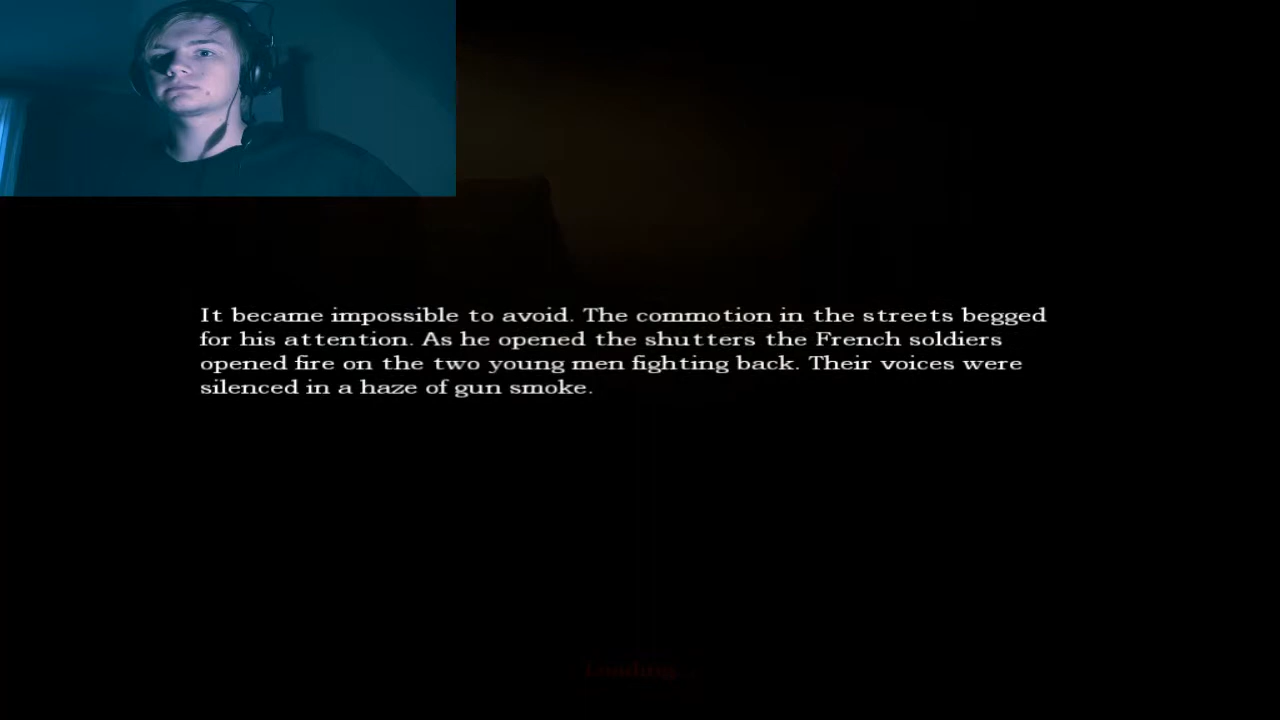 It became impossible to avoid. The commotion in the streets begged
for his attention. As he opened the shutters the French soldiers
opened fire on the two young men fighting back. Their voices were
silenced in a haze of gun smoke.
Loading...